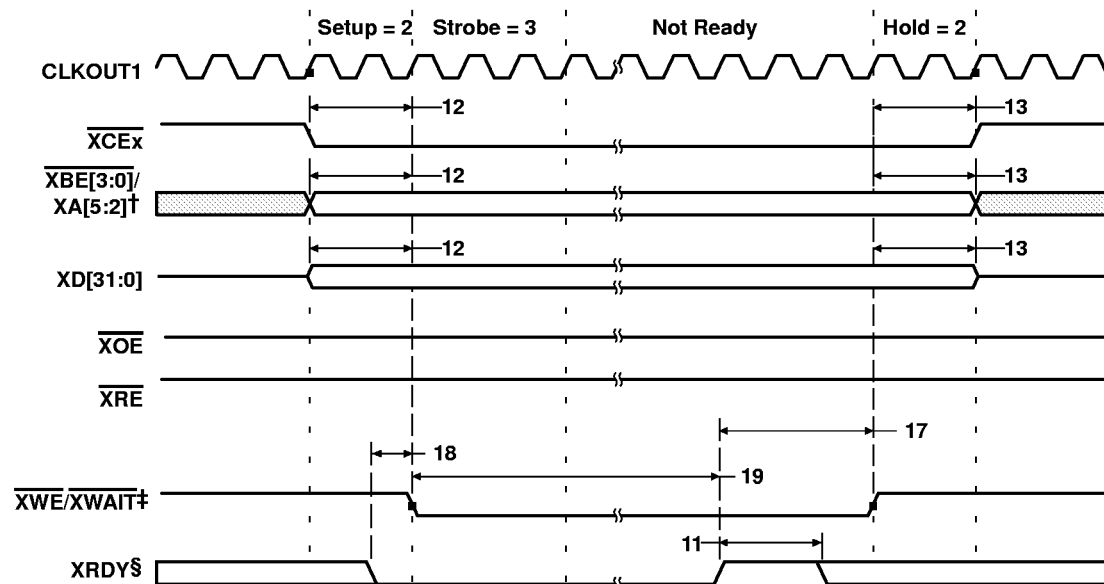 Setup = 2 Strobe = 3 Not Ready Hold = 2
CLKOUT1
12 13
XCEx
XBE[3:0]/
12 13
XA[5:2]†
12 13
XD[31:0]
XOE
XRE
17
18
19
XWE/XWAIT‡
11
XRDY§